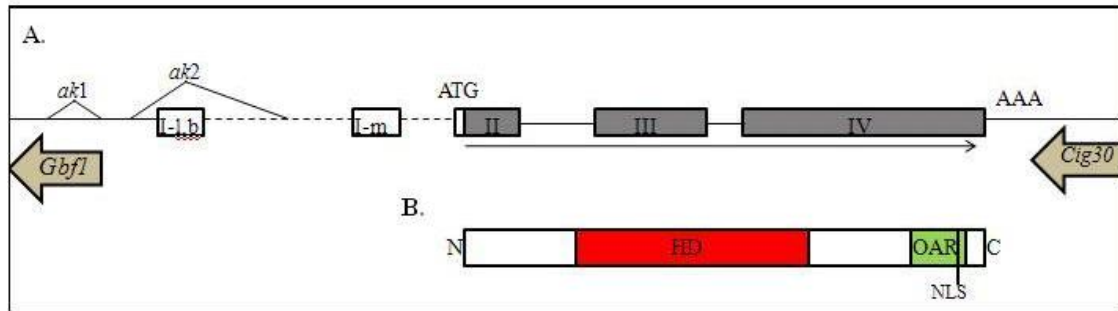 A.
ak1
ak2
ATG
AAA
I-1,b
I-m
II
III
IV
Gbf1
Cig30
B.
N
HD
OAR
C
NLS